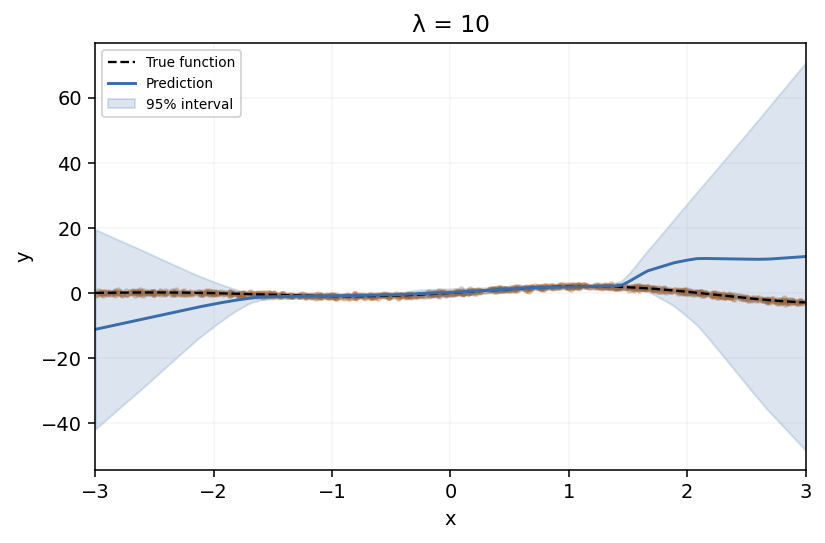 λ = 10
True function
Prediction
95% interval
y
60
40
20
0
−20
−40
−3 −2 −1 0 1 2 3
x